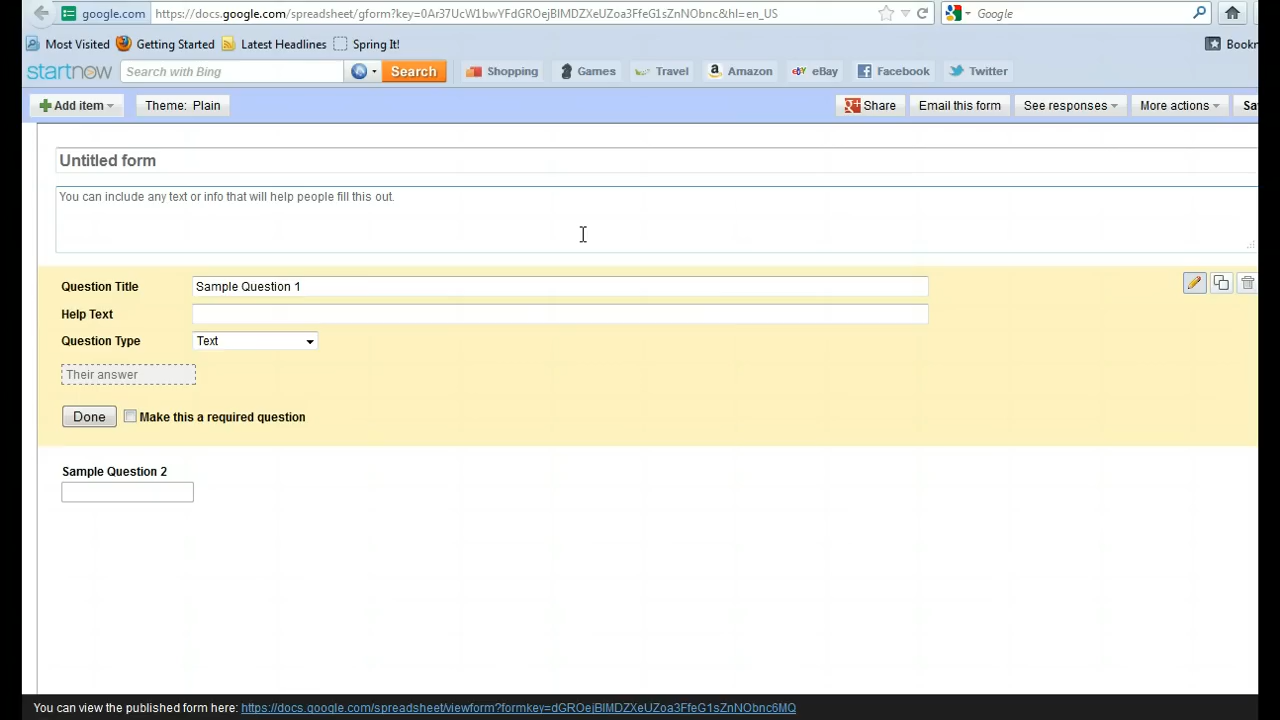 google.com https://docs.google.com/spreadsheet/gform?key=0Ar37UcW1bwYFdGROejBIMDZXeUZoa3FfeG1sZnNObnc&hl=en_US Google
Most Visited Getting Started Latest Headlines Spring It! Bookn
startnow Search with Bing Search Shopping Games Travel Amazon eBay Facebook Twitter
Add item Theme: Plain Share Email this form See responses More actions Sa
Untitled form
You can include any text or info that will help people fill this out.
Question Title Sample Question 1
Help Text
Question Type Text
Their answer
Done Make this a required question
Sample Question 2
You can view the published form here: https://docs.google.com/spreadsheet/viewform?formkey=dGROejBIMDZXeUZoa3FfeG1sZnNObnc6MQ